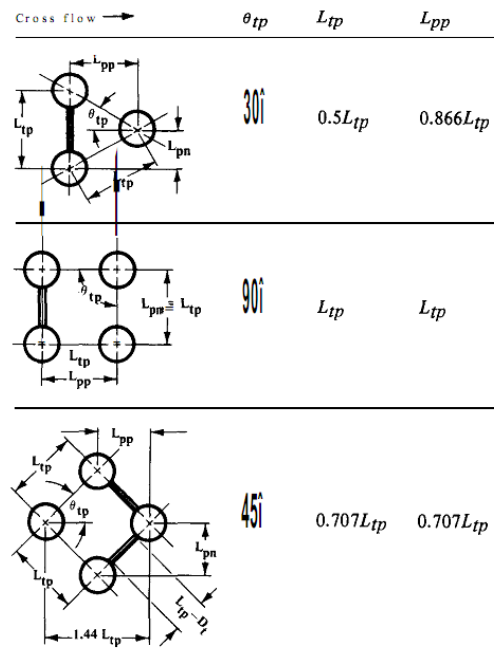 Cross flow θtp Ltp Lpp
Lpp
θtp
Ltp
Lpn
Ltp
30î 0.5Ltp 0.866Ltp
θtp
Lpn ≡ Ltp
Ltp
Lpp
90î Ltp Ltp
Lpp
Ltp
θtp
Lpn
Ltp
Ltp-Dt
1.44 Ltp
45î 0.707Ltp 0.707Ltp